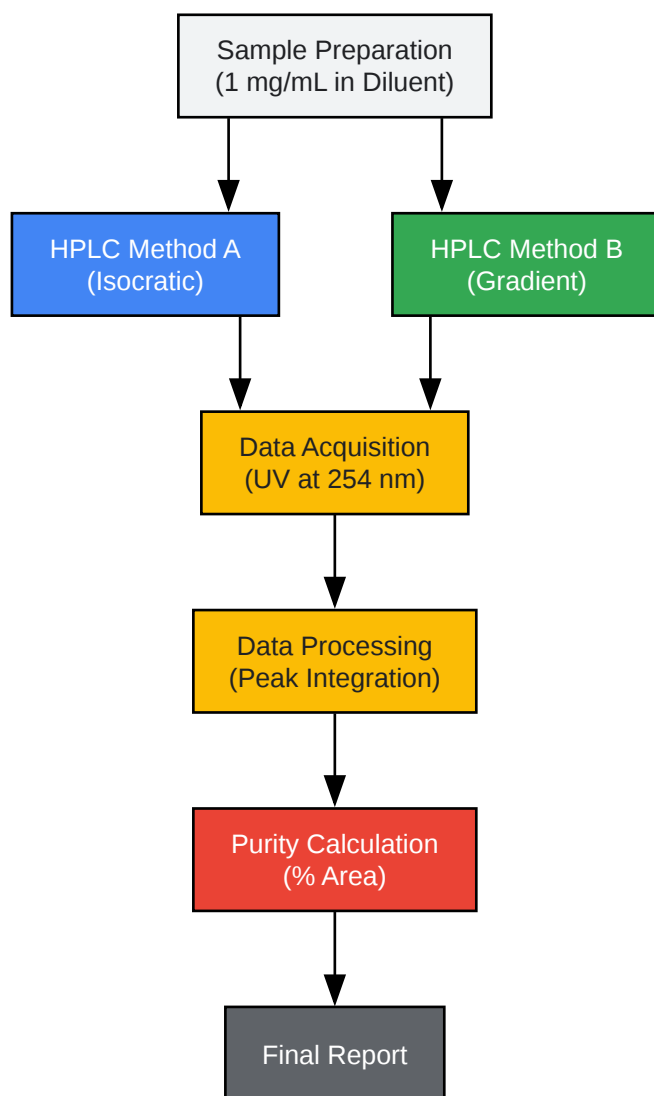 Sample Preparation
(1 mg/mL in Diluent)
HPLC Method A
(Isocratic)
HPLC Method B
(Gradient)
Data Acquisition
(UV at 254 nm)
Data Processing
(Peak Integration)
Purity Calculation
(% Area)
Final Report